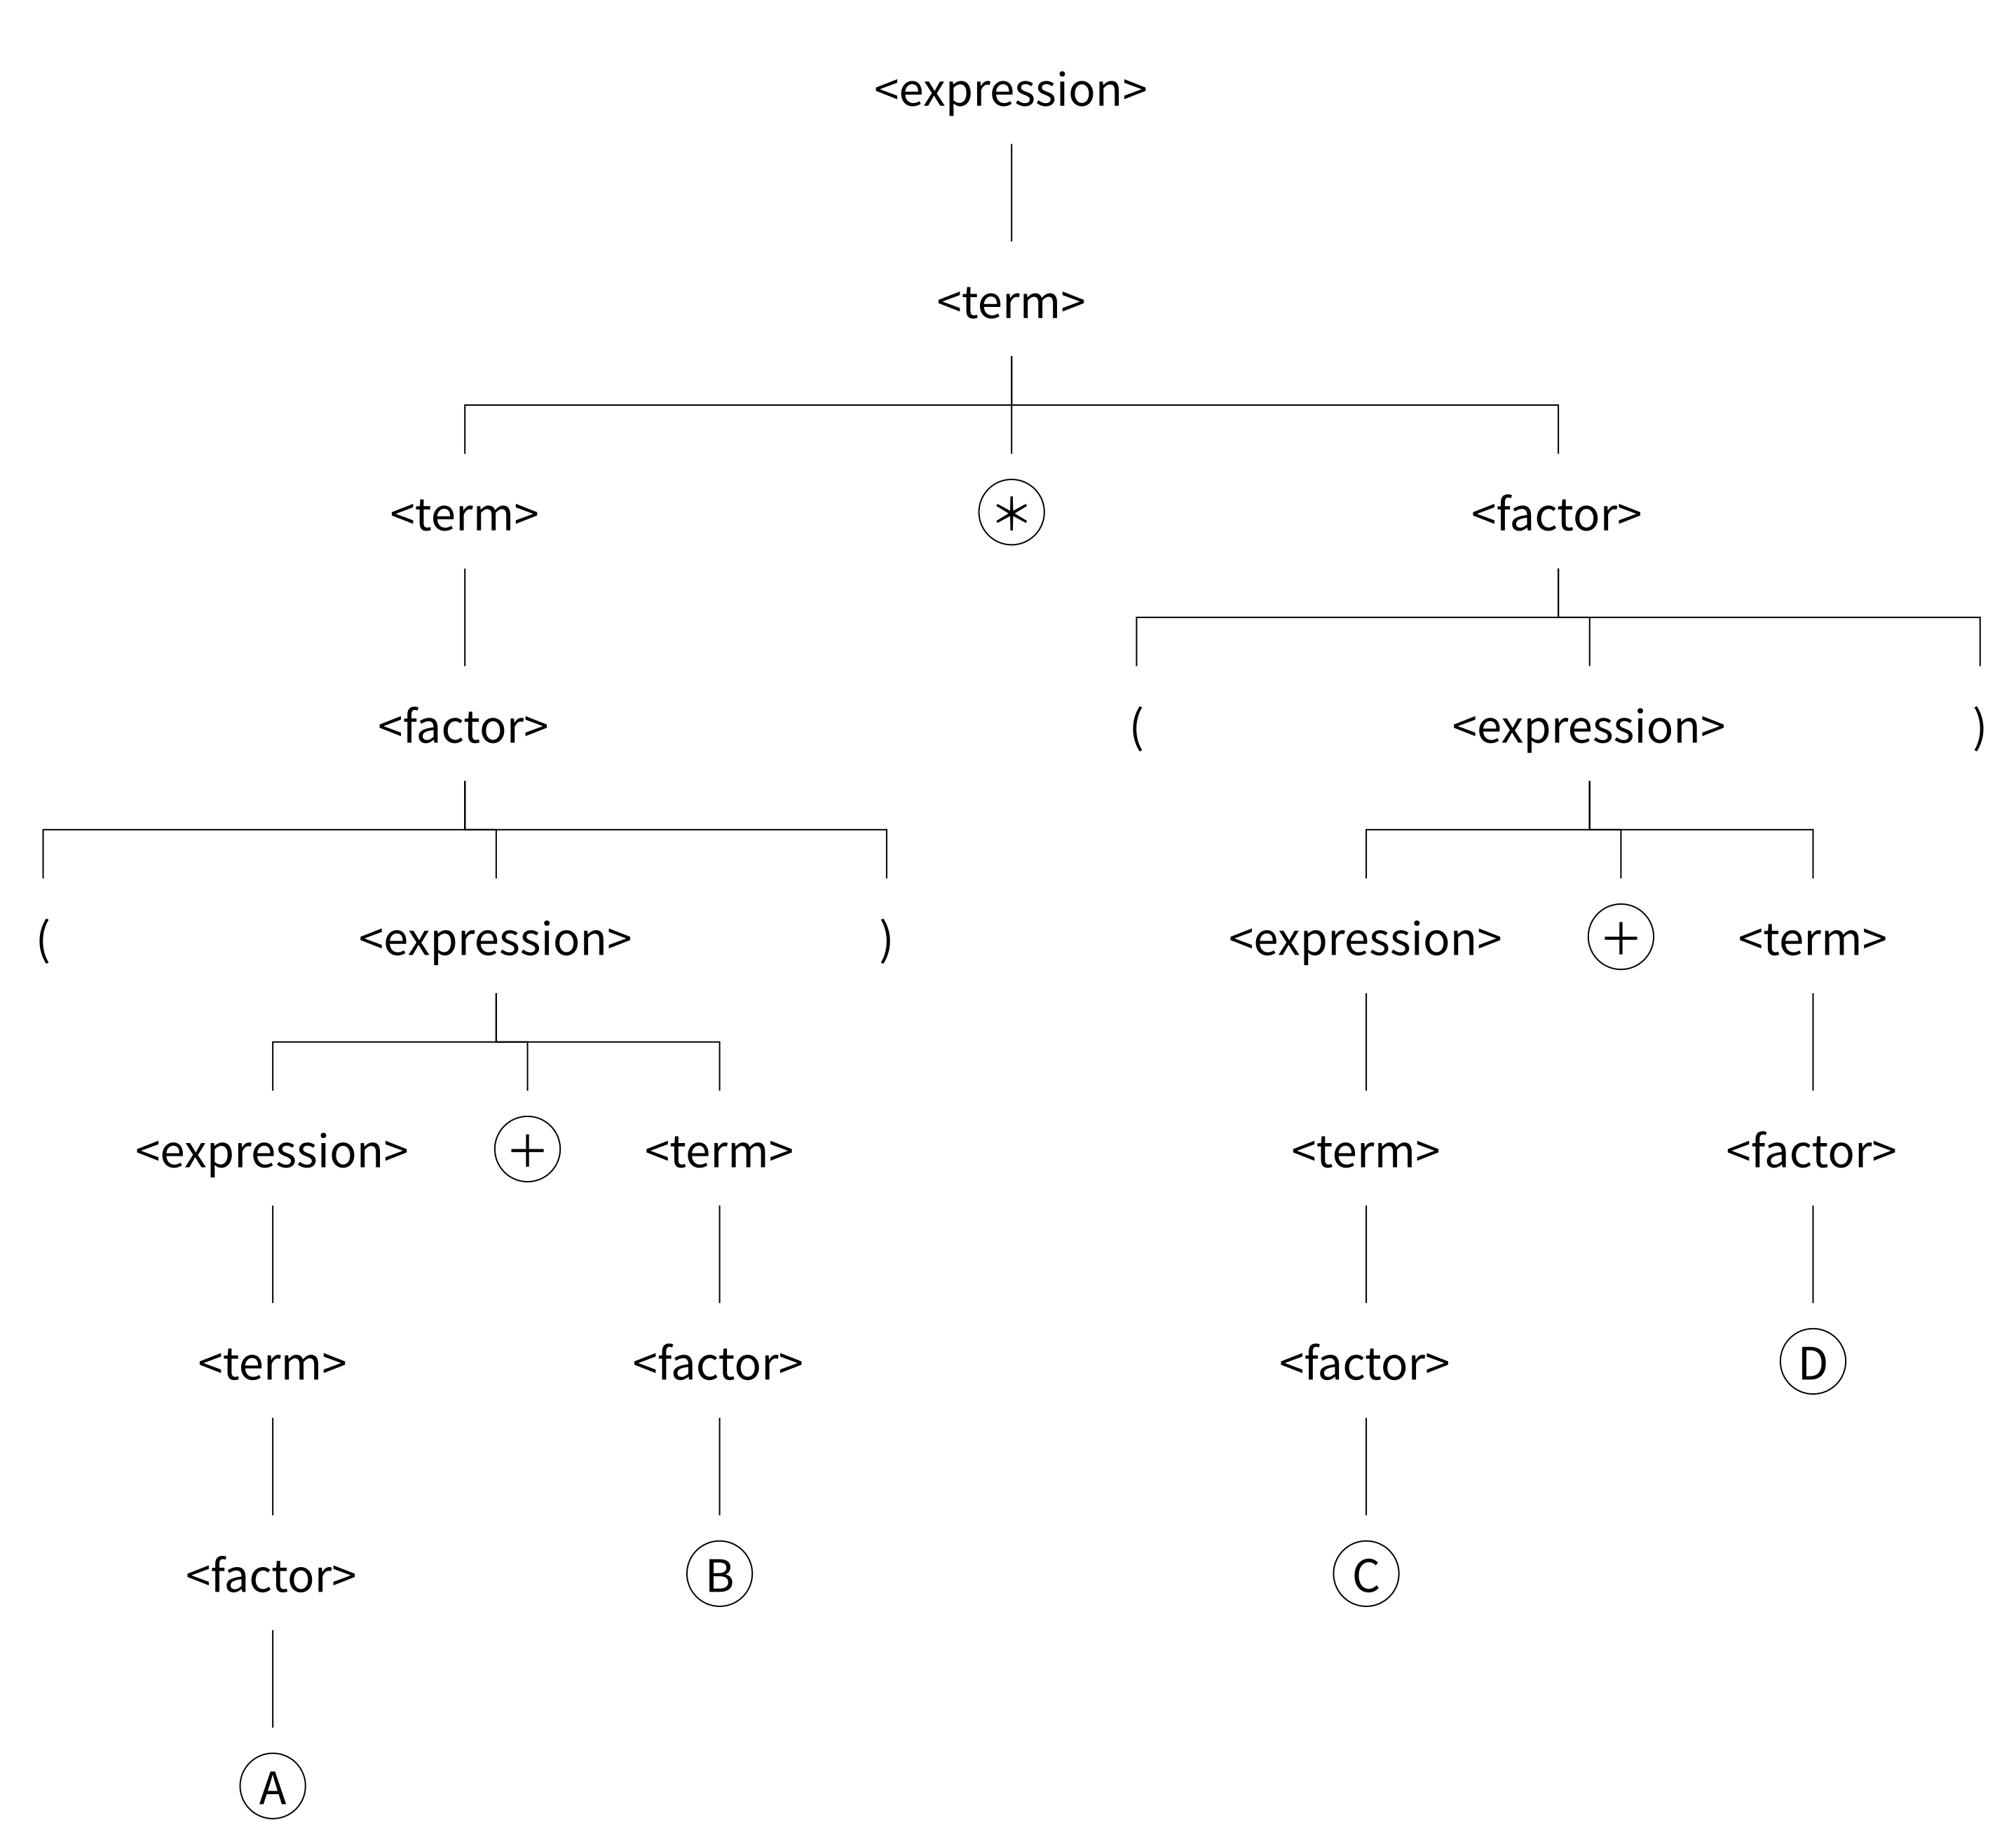 <expression>
<term>
<term> * <factor>
<factor> ( <expression> )
( <expression> ) <expression> + <term>
<expression> + <term> <term> <factor>
<term> <factor> <factor> D
<factor> B C
A